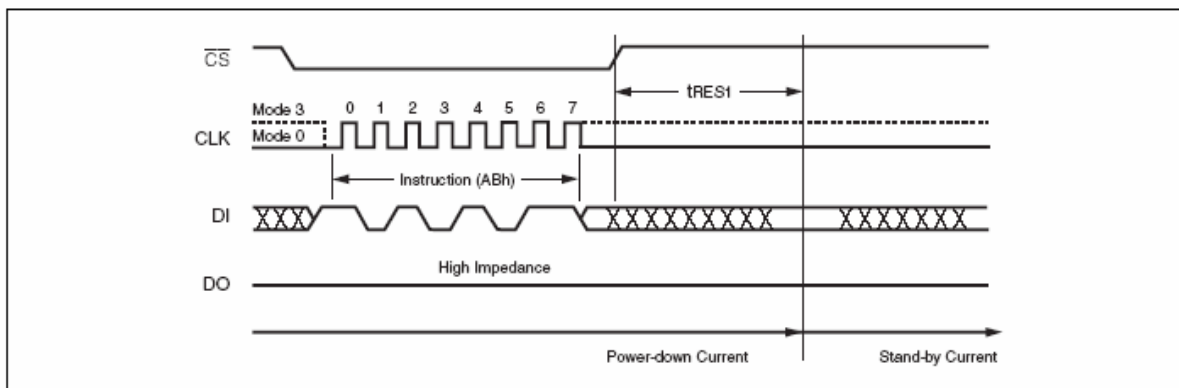 CS
tRES1
Mode 3 0 1 2 3 4 5 6 7
CLK
Mode 0
Instruction (ABh)
DI
High Impedance
DO
Power-down Current Stand-by Current